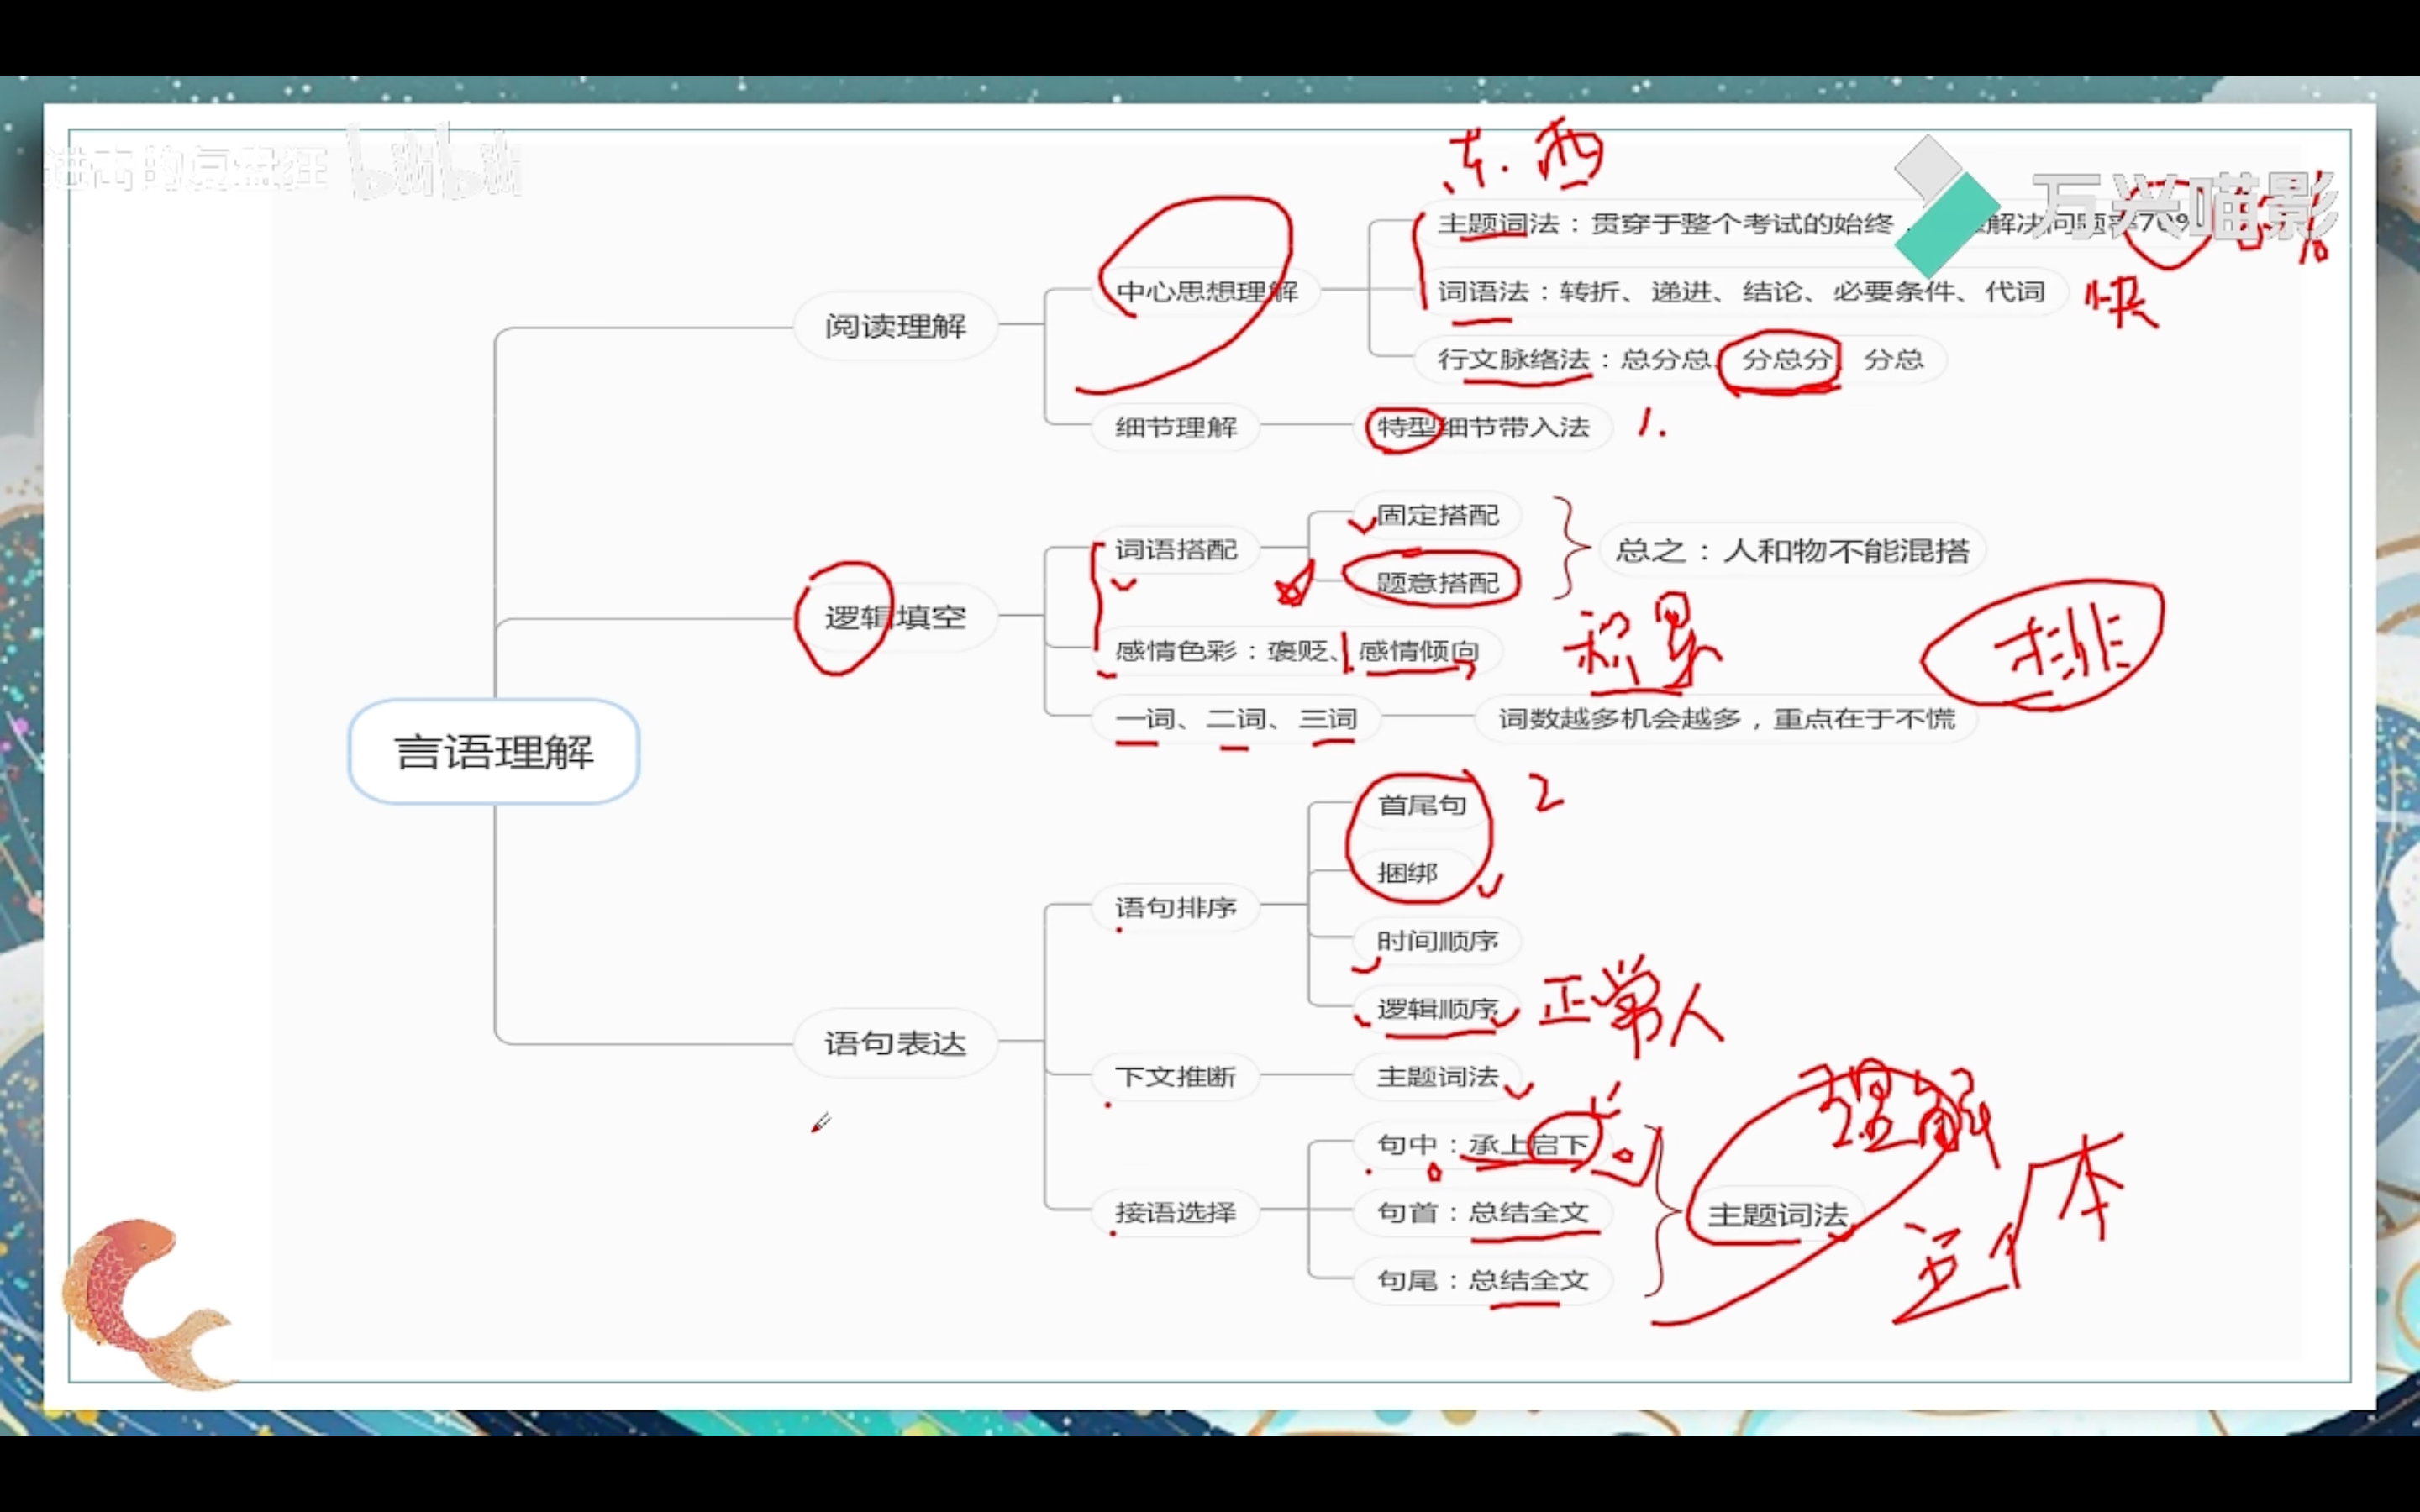 进击的复盘狂 bilibili
东.西
万兴喵影
主题词法：贯穿于整个考试的始终，解决问题率70%
中心思想理解
词语法：转折、递进、结论、必要条件、代词 快
阅读理解
行文脉络法：总分总、分总分 分总
细节理解
特型细节带入法 1.
固定搭配
词语搭配
总之：人和物不能混搭
题意搭配
逻辑填空
感情色彩：褒贬、感情倾向
积累
排
一词、二词、三词
词数越多机会越多，重点在于不慌
言语理解
首尾句 2
捆绑
语句排序
时间顺序
逻辑顺序 正常人
语句表达
下文推断
主题词法
理解
句中：承上启下
本
接语选择
句首：总结全文
主题词法
句尾：总结全文